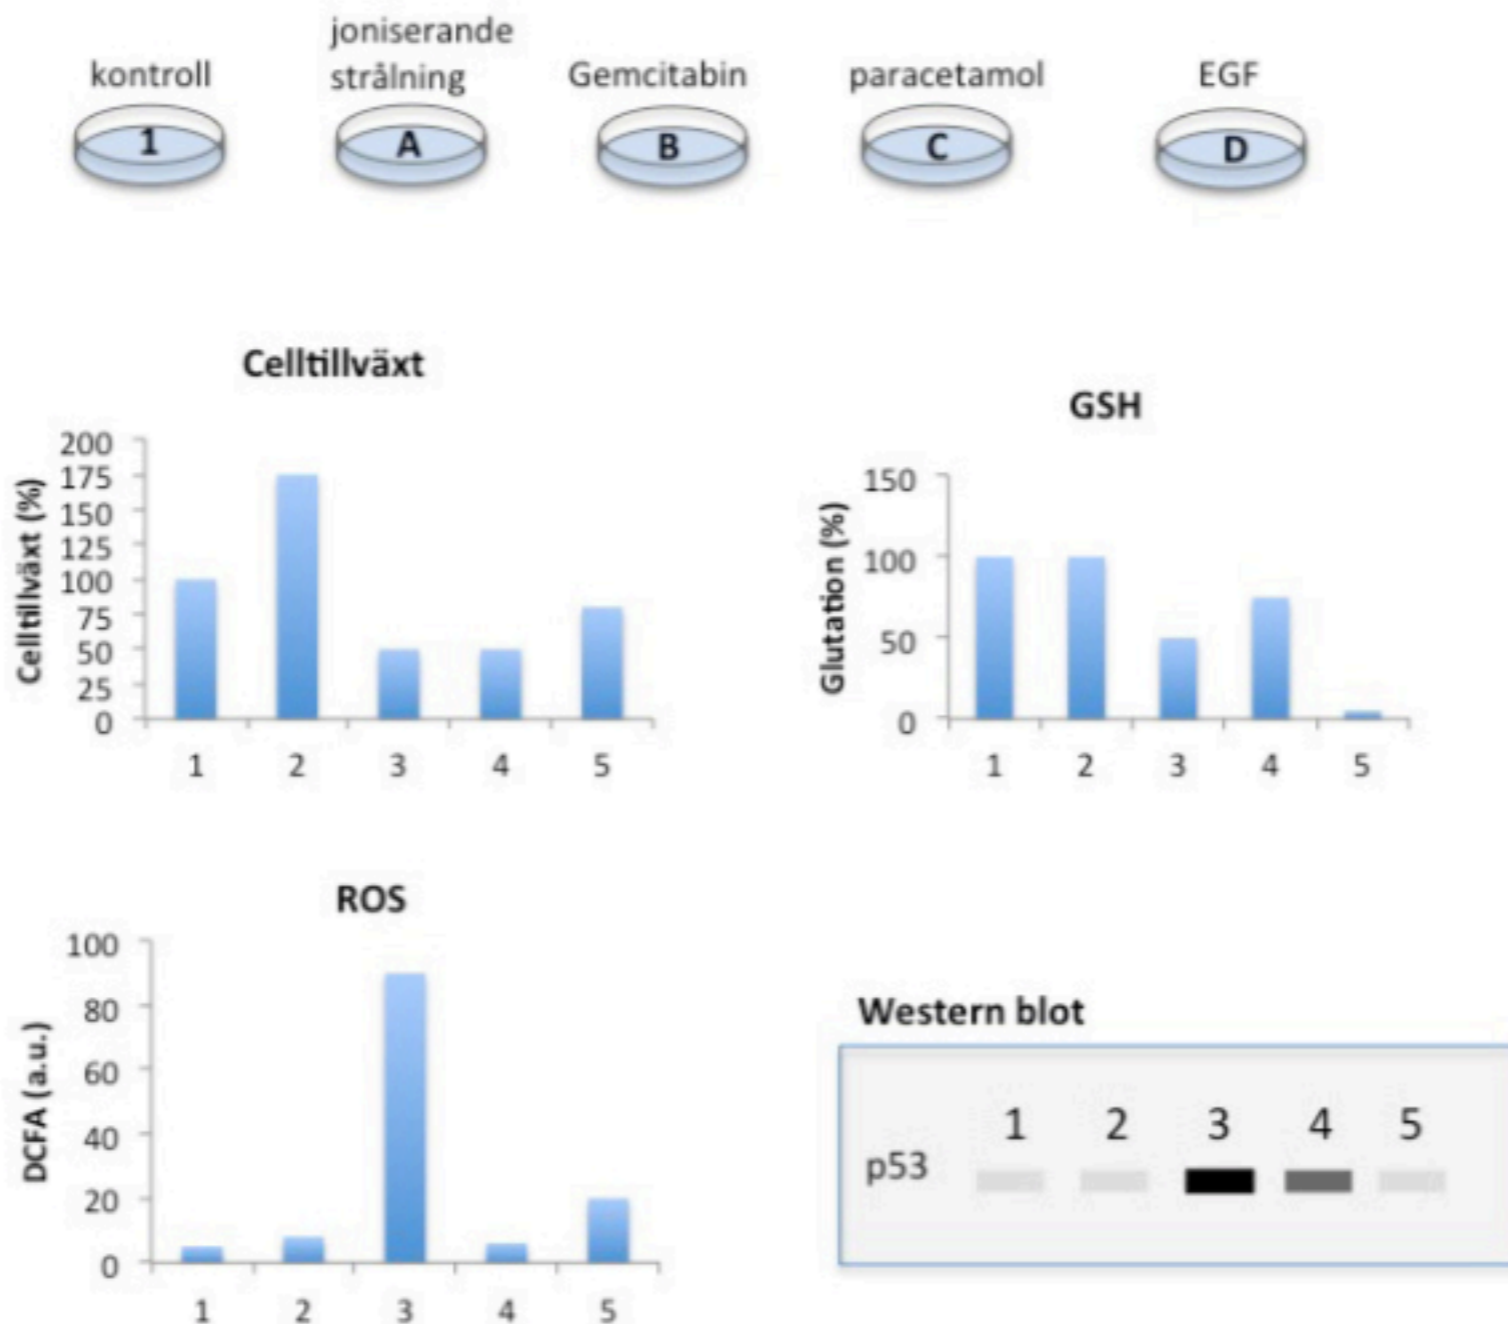 joniserande
kontroll strålning Gemcitabin paracetamol EGF
1 A B C D
Celltillväxt
Celltillväxt (%)
200
175
150
125
100
75
50
25
0
1 2 3 4 5
GSH
Glutation (%)
150
100
50
0
1 2 3 4 5
ROS
DCFA (a.u.)
100
80
60
40
20
0
1 2 3 4 5
Western blot
1 2 3 4 5
p53